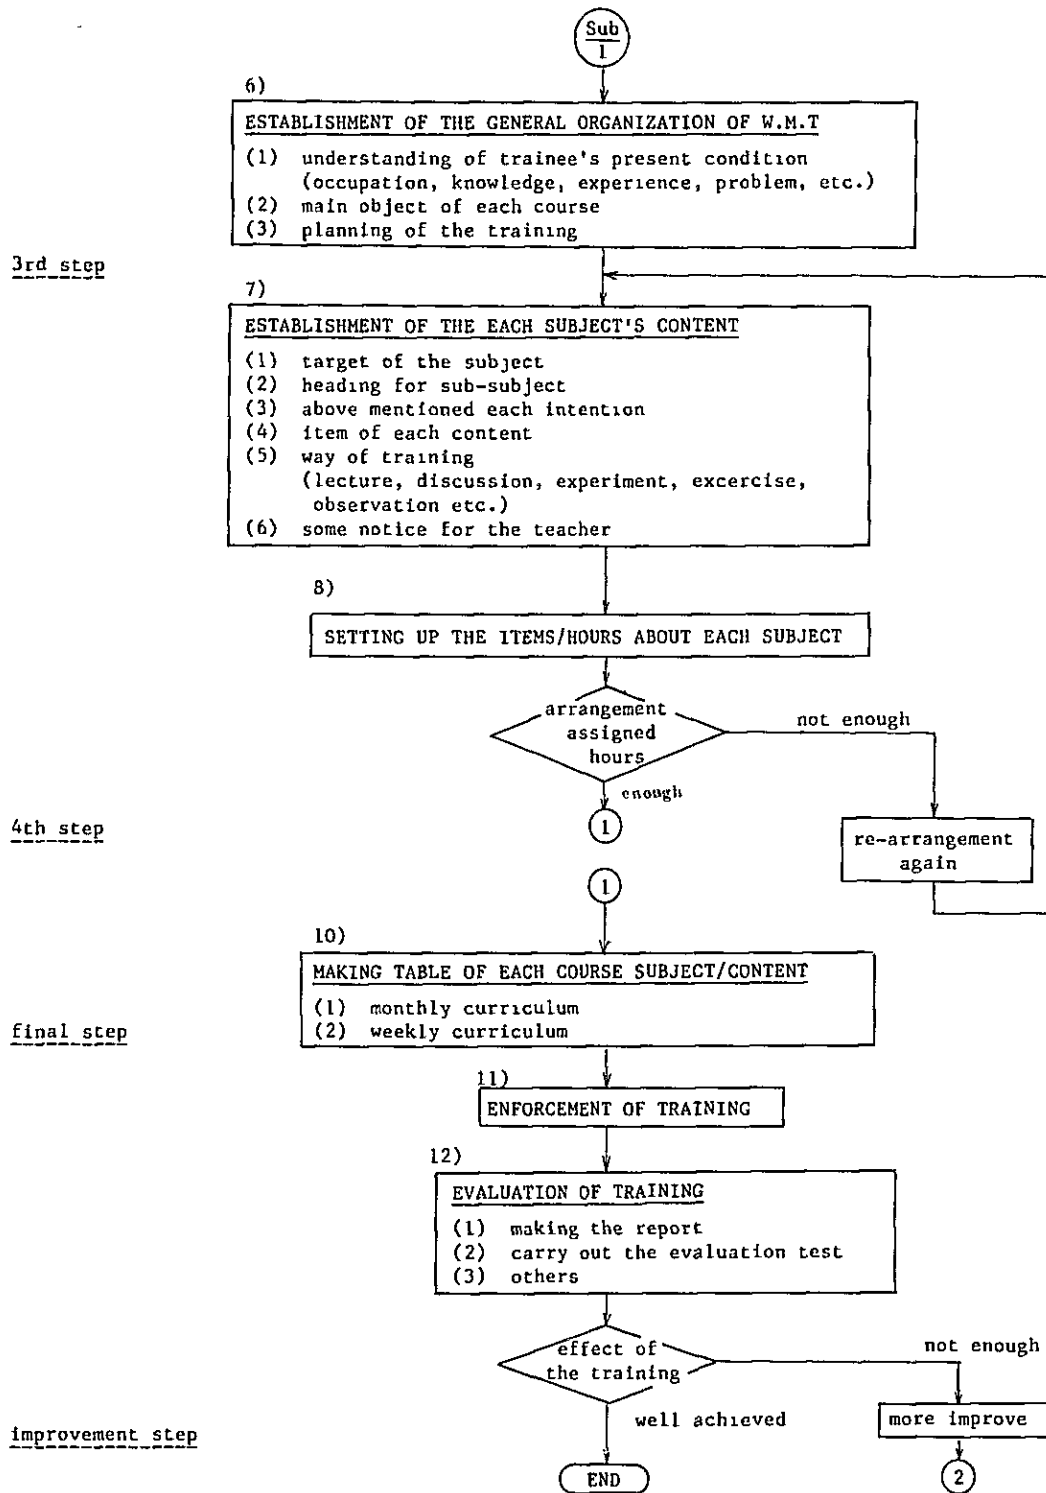 Sub
1
6)
ESTABLISHMENT OF THE GENERAL ORGANIZATION OF W.M.T
(1) understanding of trainee's present condition
(occupation, knowledge, experience, problem, etc.)
(2) main object of each course
(3) planning of the training
3rd step
7)
ESTABLISHMENT OF THE EACH SUBJECT'S CONTENT
(1) target of the subject
(2) heading for sub-subject
(3) above mentioned each intention
(4) item of each content
(5) way of training
(lecture, discussion, experiment, excercise,
observation etc.)
(6) some notice for the teacher
8)
SETTING UP THE ITEMS/HOURS ABOUT EACH SUBJECT
arrangement
assigned
hours
not enough
enough
4th step
1
re-arrangement
again
1
10)
MAKING TABLE OF EACH COURSE SUBJECT/CONTENT
(1) monthly curriculum
(2) weekly curriculum
final step
11)
ENFORCEMENT OF TRAINING
12)
EVALUATION OF TRAINING
(1) making the report
(2) carry out the evaluation test
(3) others
effect of
the training
not enough
well achieved
more improve
improvement step
END
2